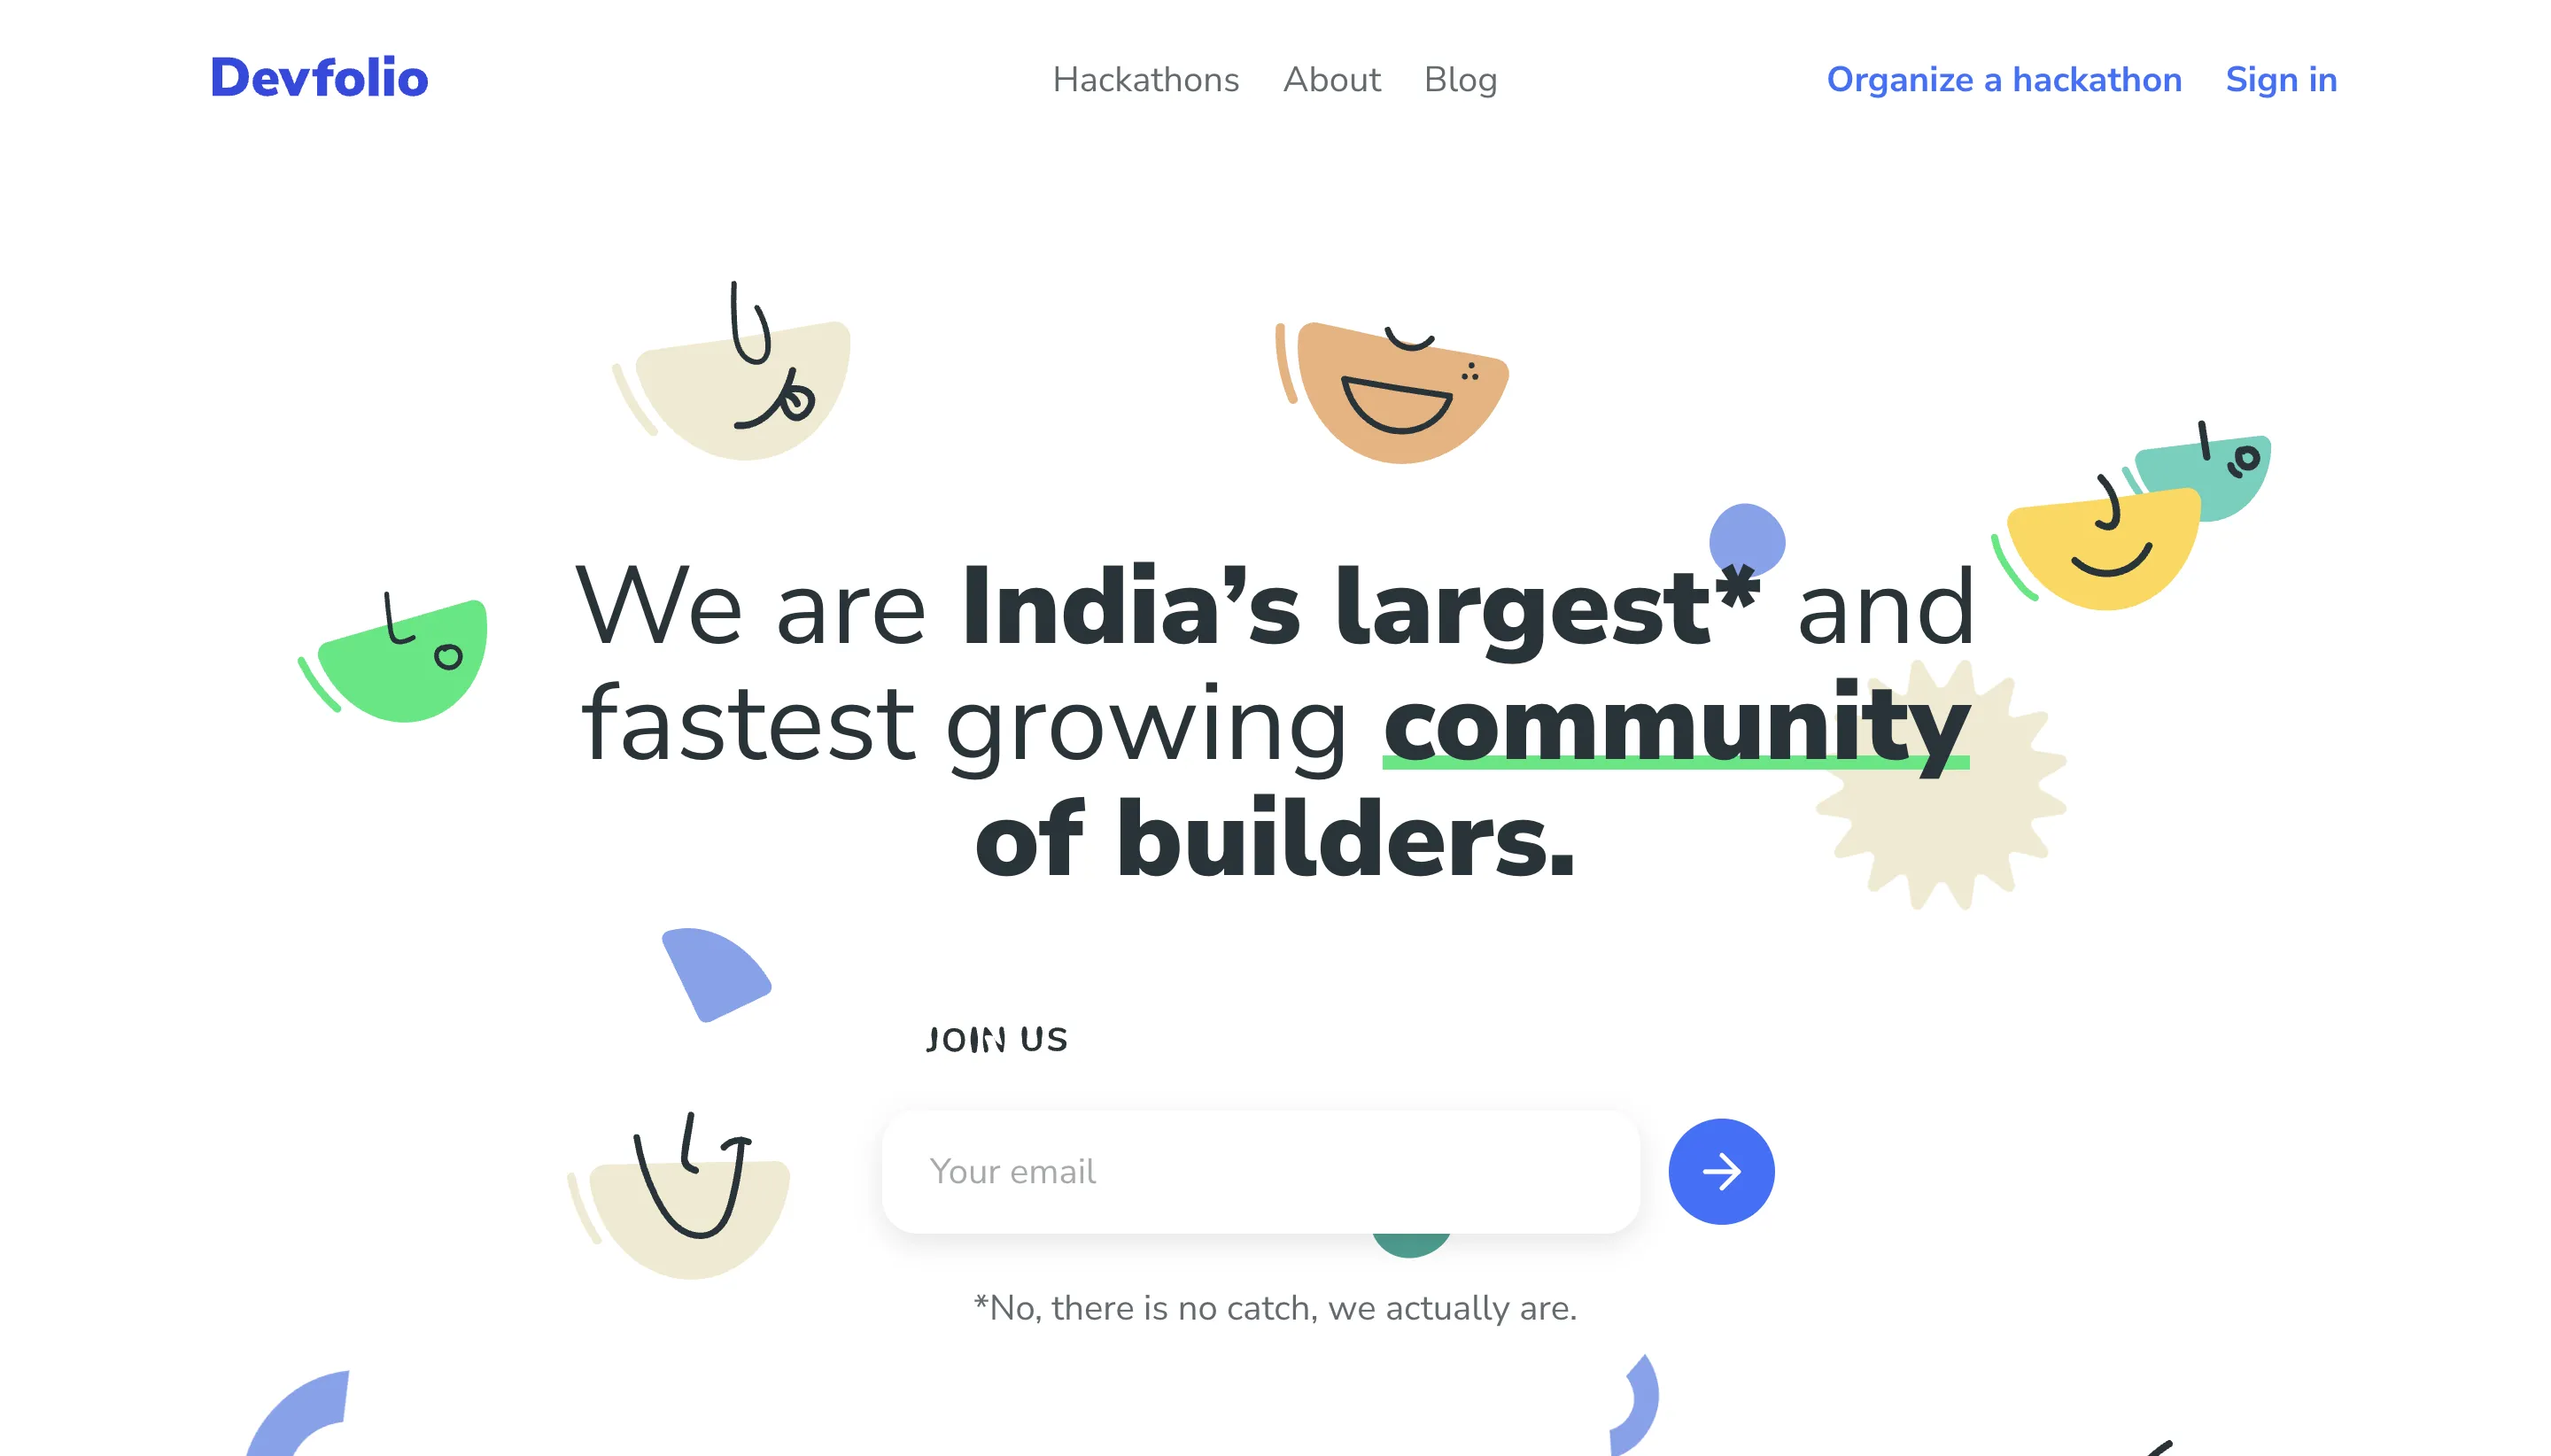 Devfolio
Hackathons About Blog
Organize a hackathon Sign in
We are India’s largest* and
fastest growing community
of builders.
JOIN US
Your email
*No, there is no catch, we actually are.